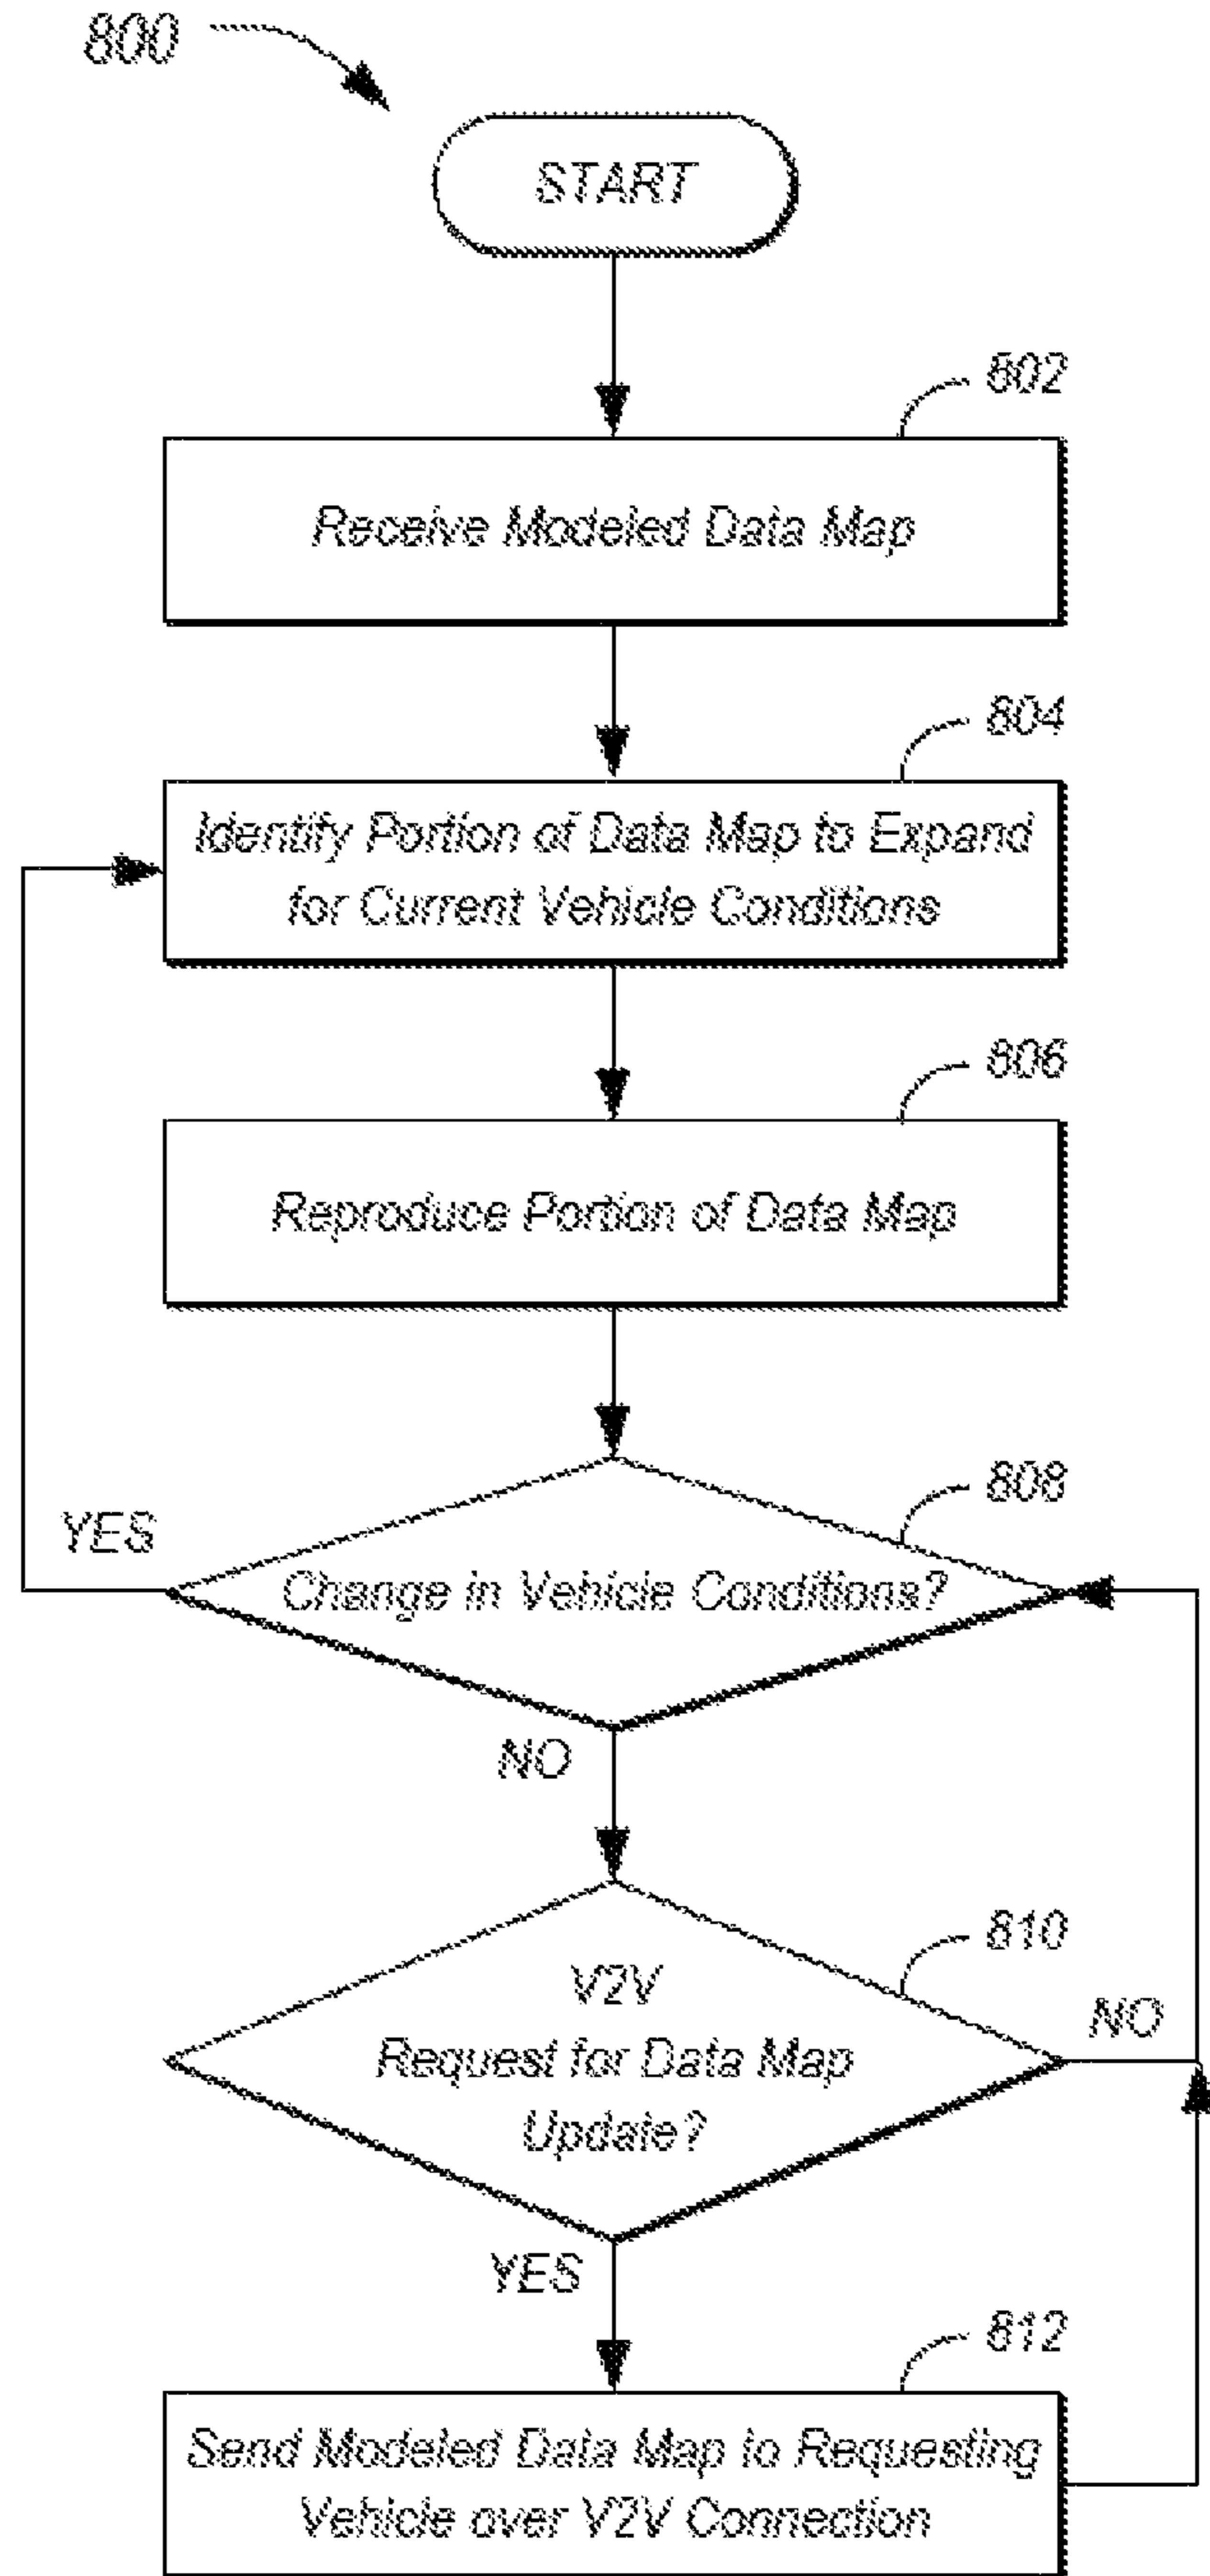 800
START
802
Receive Modeled Data Map
804
Identify Portion of Data Map to Expand
for Current Vehicle Conditions
806
Reproduce Portion of Data Map
808
YES
Change in Vehicle Conditions?
NO
810
V2V
NO
Request for Data Map
Update?
YES
812
Send Modeled Data Map to Requesting
Vehicle over V2V Connection